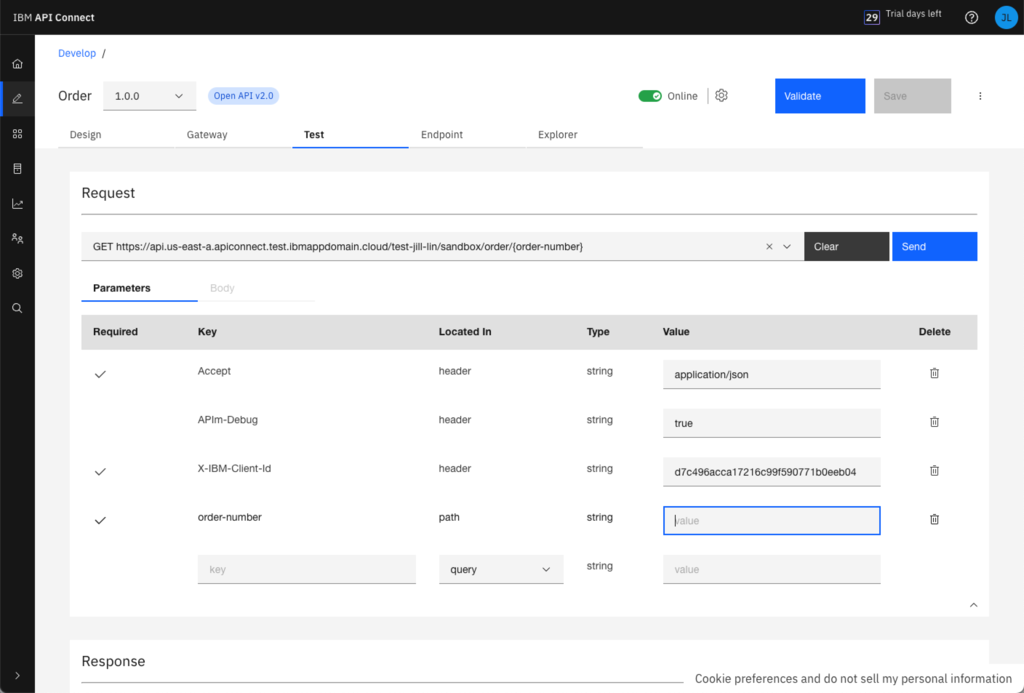 IBM API Connect
29 Trial days left
JL
Develop /
Order 1.0.0 Open API v2.0 Online Validate Save
Design Gateway Test Endpoint Explorer
Request
GET https://api.us-east-a.apiconnect.test.ibmappdomain.cloud/test-jill-lin/sandbox/order/{order-number} Clear Send
Parameters Body
Required Key Located In Type Value Delete
Accept header string application/json
APIm-Debug header string true
X-IBM-Client-Id header string d7c496acca17216c99f590771b0eeb04
order-number path string value
key query string value
Response
Cookie preferences and do not sell my personal information